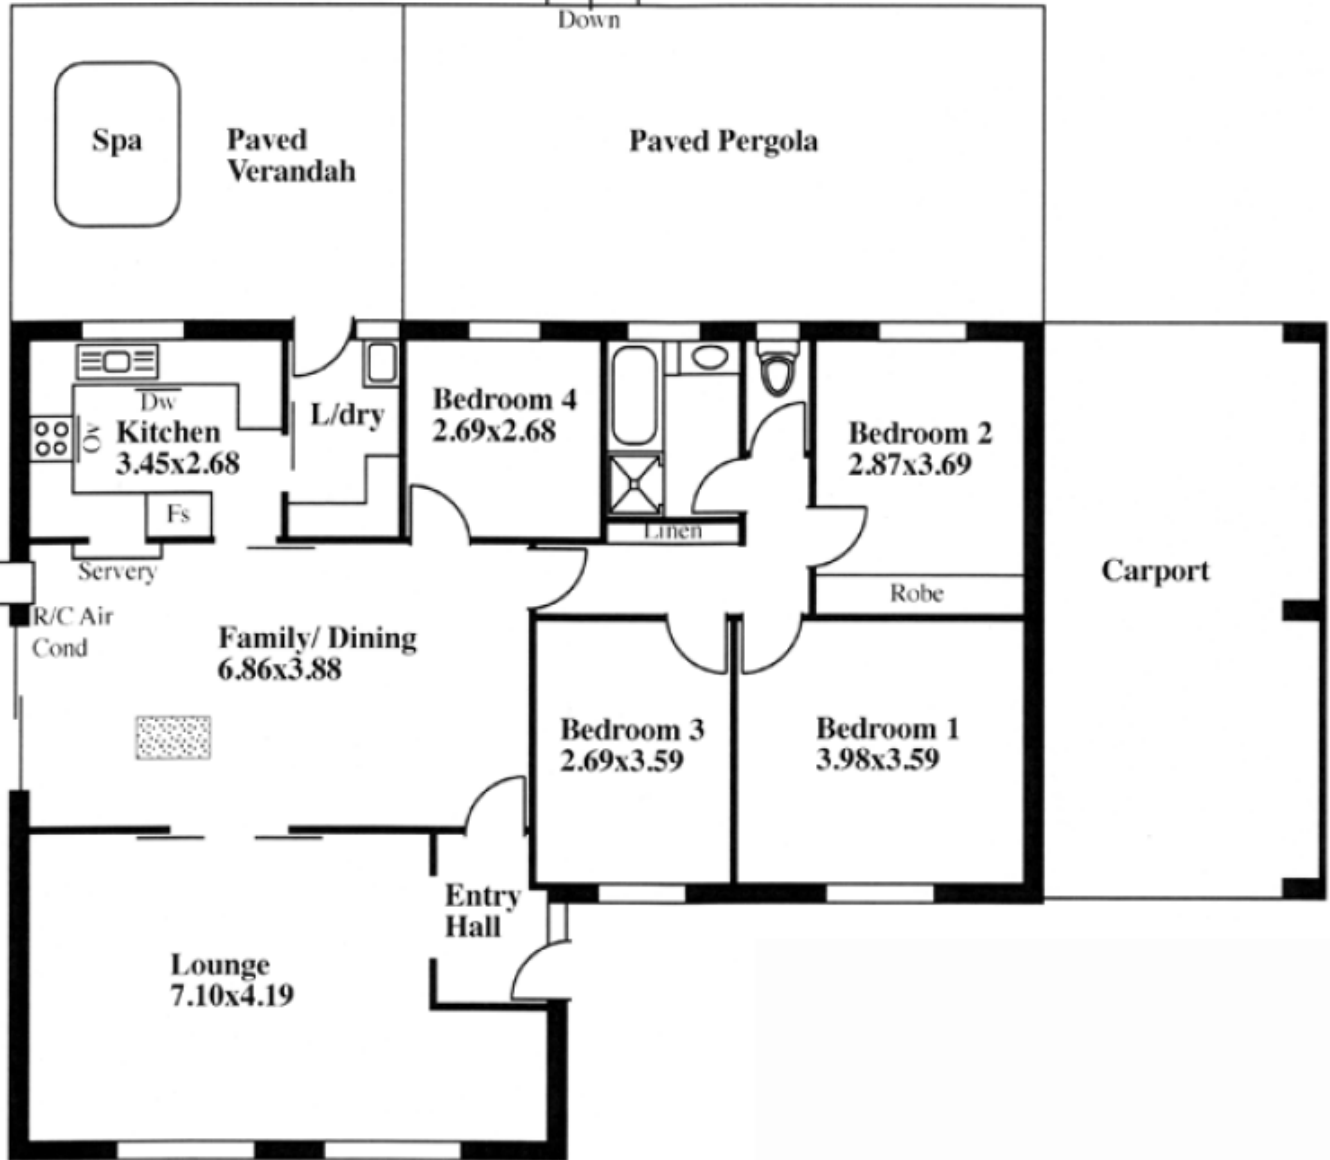 Down
Spa
Paved
Verandah
Paved Pergola
Dw
Ov
Kitchen
3.45x2.68
Fs
L/dry
Bedroom 4
2.69x2.68
Linen
Bedroom 2
2.87x3.69
Robe
Carport
Servery
R/C Air
Cond
Family/ Dining
6.86x3.88
Bedroom 3
2.69x3.59
Bedroom 1
3.98x3.59
Entry
Hall
Lounge
7.10x4.19